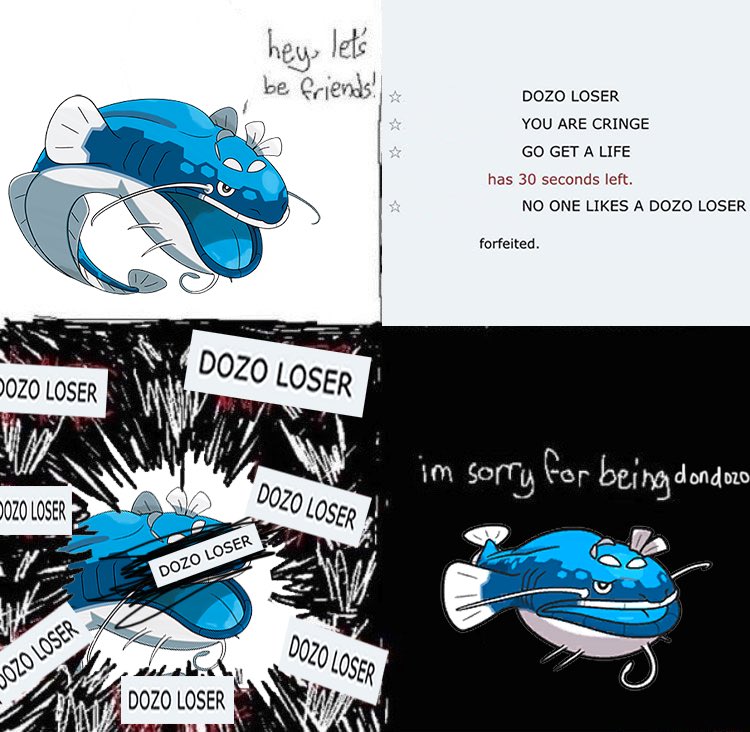 hey, let's
be friends!
☆ DOZO LOSER
☆ YOU ARE CRINGE
☆ GO GET A LIFE
has 30 seconds left.
☆ NO ONE LIKES A DOZO LOSER
forfeited.
DOZO LOSER
DOZO LOSER
DOZO LOSER
DOZO LOSER
DOZO LOSER
DOZO LOSER
DOZO LOSER
DOZO LOSER
im sorry for being dondozo